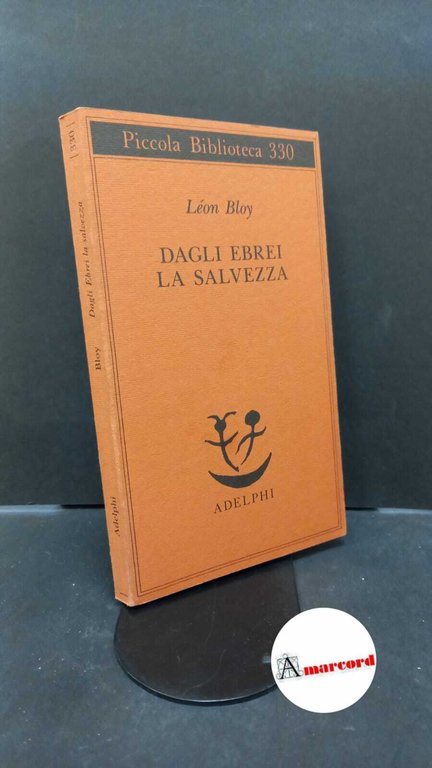 Piccola Biblioteca 330
Léon Bloy
DAGLI EBREI
LA SALVEZZA
ADELPHI
| 330 |
Dagli Ebrei la salvezza
Bloy
Adelphi
Amarcord